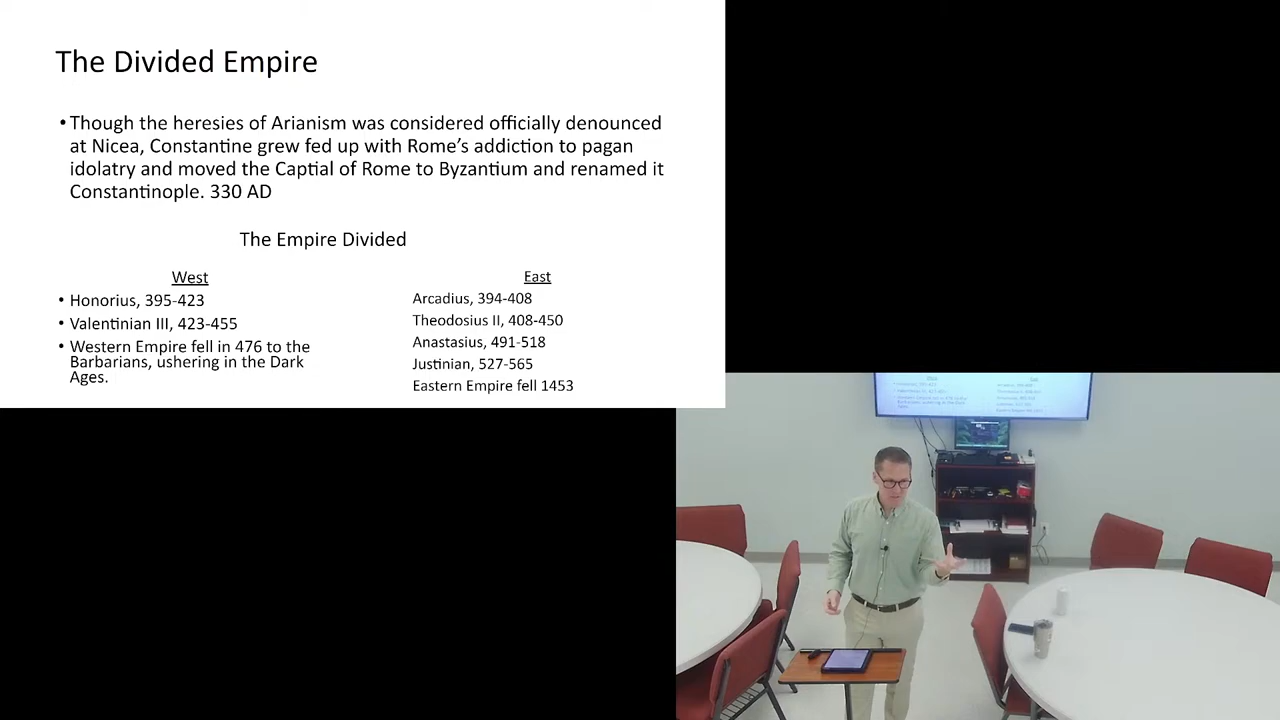 The Divided Empire
• Though the heresies of Arianism was considered officially denounced
at Nicea, Constantine grew fed up with Rome's addiction to pagan
idolatry and moved the Captial of Rome to Byzantium and renamed it
Constantinople. 330 AD
The Empire Divided
West
• Honorius, 395-423
• Valentinian III, 423-455
• Western Empire fell in 476 to the
Barbarians, ushering in the Dark
Ages.
East
Arcadius, 394-408
Theodosius II, 408-450
Anastasius, 491-518
Justinian, 527-565
Eastern Empire fell 1453